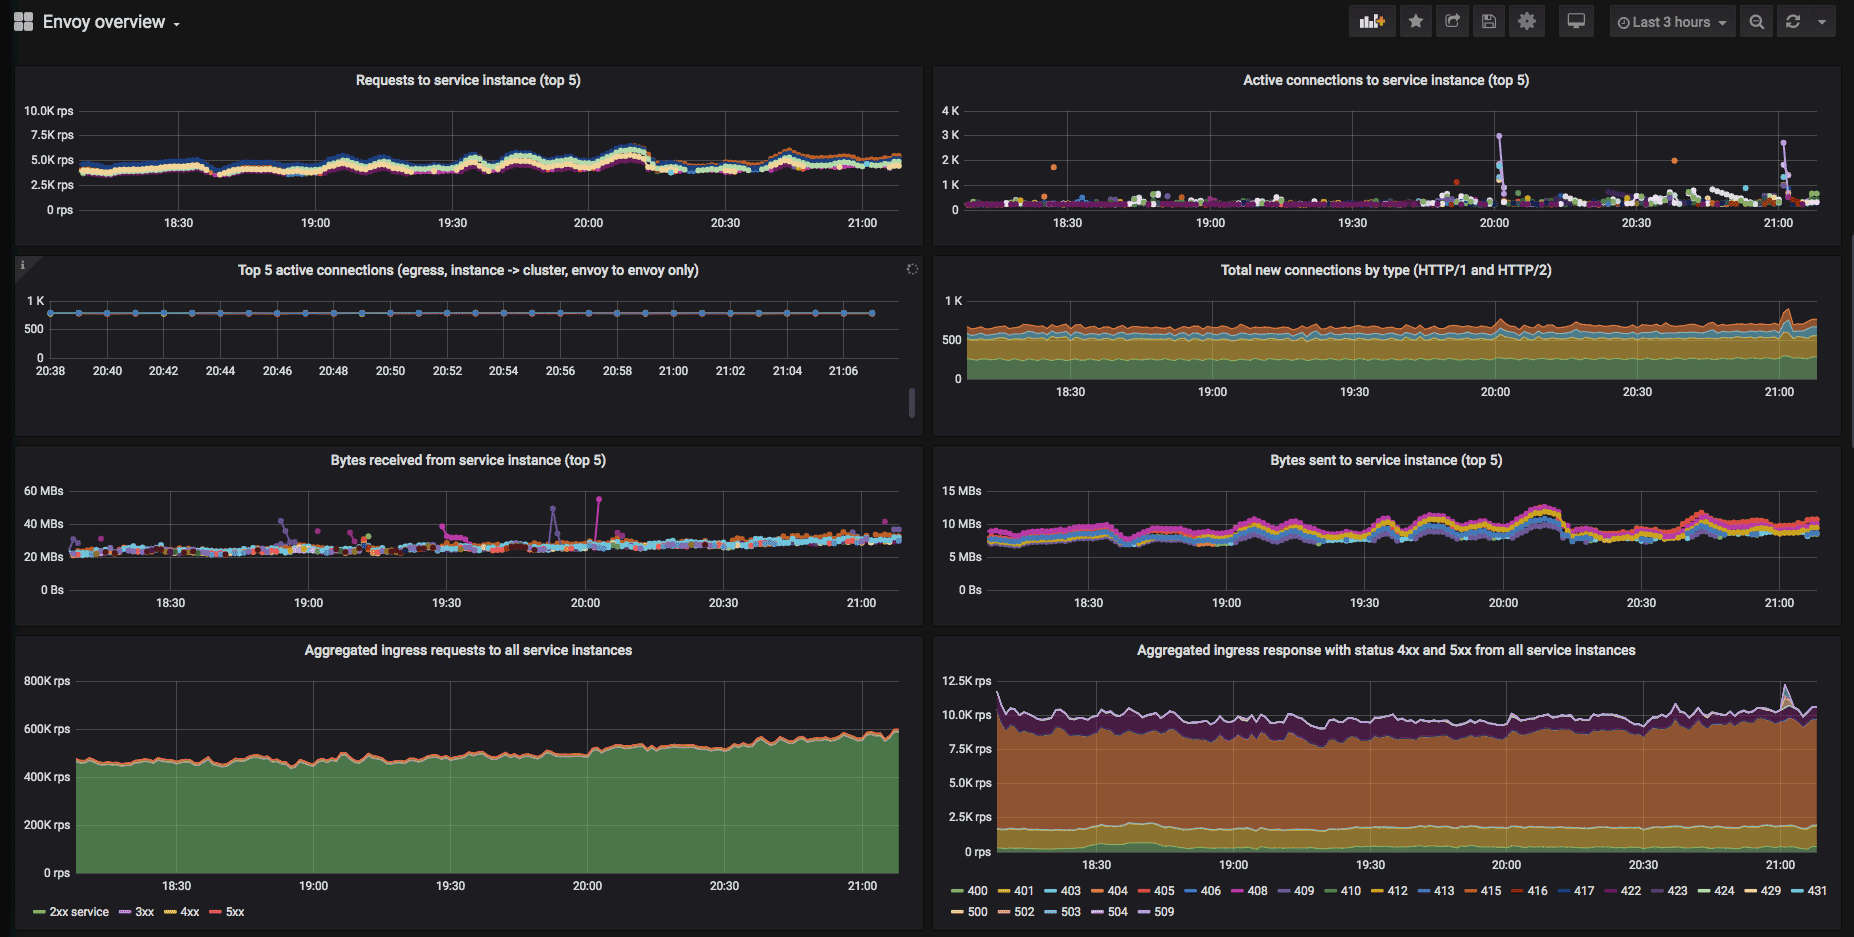 Envoy overview
Last 3 hours
Requests to service instance (top 5)
10.0K rps
7.5K rps
5.0K rps
2.5K rps
0 rps
18:30 19:00 19:30 20:00 20:30 21:00
Active connections to service instance (top 5)
4 K
3 K
2 K
1 K
0
18:30 19:00 19:30 20:00 20:30 21:00
i
Top 5 active connections (egress, instance -> cluster, envoy to envoy only)
1 K
500
0
20:38 20:40 20:42 20:44 20:46 20:48 20:50 20:52 20:54 20:56 20:58 21:00 21:02 21:04 21:06
Total new connections by type (HTTP/1 and HTTP/2)
1 K
500
0
18:30 19:00 19:30 20:00 20:30 21:00
Bytes received from service instance (top 5)
60 MBs
40 MBs
20 MBs
0 Bs
18:30 19:00 19:30 20:00 20:30 21:00
Bytes sent to service instance (top 5)
15 MBs
10 MBs
5 MBs
0 Bs
18:30 19:00 19:30 20:00 20:30 21:00
Aggregated ingress requests to all service instances
800K rps
600K rps
400K rps
200K rps
0 rps
18:30 19:00 19:30 20:00 20:30 21:00
2xx service 3xx 4xx 5xx
Aggregated ingress response with status 4xx and 5xx from all service instances
12.5K rps
10.0K rps
7.5K rps
5.0K rps
2.5K rps
0 rps
18:30 19:00 19:30 20:00 20:30 21:00
400 401 403 404 405 406 408 409 410 412 413 415 416 417 422 423 424 429 431
500 502 503 504 509